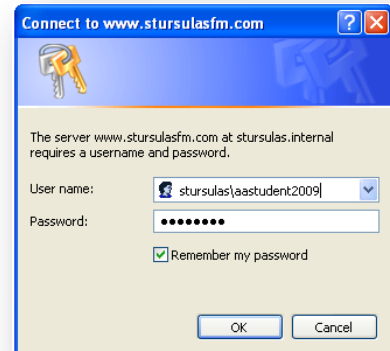 Connect to www.stursulasfm.com
The server www.stursulasfm.com at stursulas.internal
requires a username and password.
User name: stursulas\aastudent2009
Password: ••••••••
Remember my password
OK Cancel